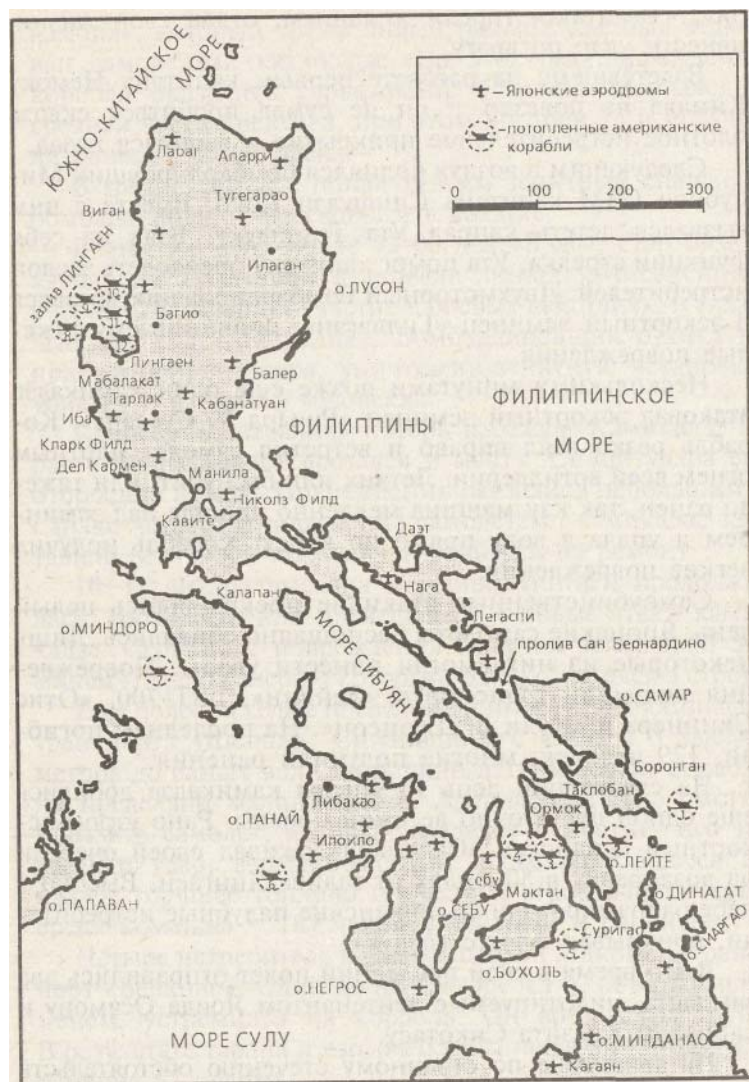 ЮЖНО-КИТАЙСКОЕ
МОРЕ
– Японские аэродромы
– потопленные американские
корабли
0 100 200 300
Лараг
Апарри
Тугегарао
Виган
Илаган
залив ЛИНГАЕН
о.ЛУСОН
Багио
Лингаен
Мабалакат
Балер
Тарлак
Кабанатуан
Иба
Кларк Филд
Дел Кармен
ФИЛИППИНЫ
ФИЛИППИНСКОЕ
МОРЕ
Манила
Николз Филд
Кавите
Даэт
Нага
Калапан
Легаспи
о.МИНДОРО
МОРЕ СИБУЯН
пролив Сан Бернардино
о.САМАР
Боронган
Либакао
Таклобан
о.ПАНАЙ
Ормок
Илоило
о.ЛЕЙТЕ
Себу
Мактан
о.СЕБУ
о.ДИНАГАТ
о.ПАЛАВАН
Суригао
о.СИАРГАО
о.НЕГРОС
о.БОХОЛЬ
МОРЕ СУЛУ
о.МИНДАНАО
Кагаян